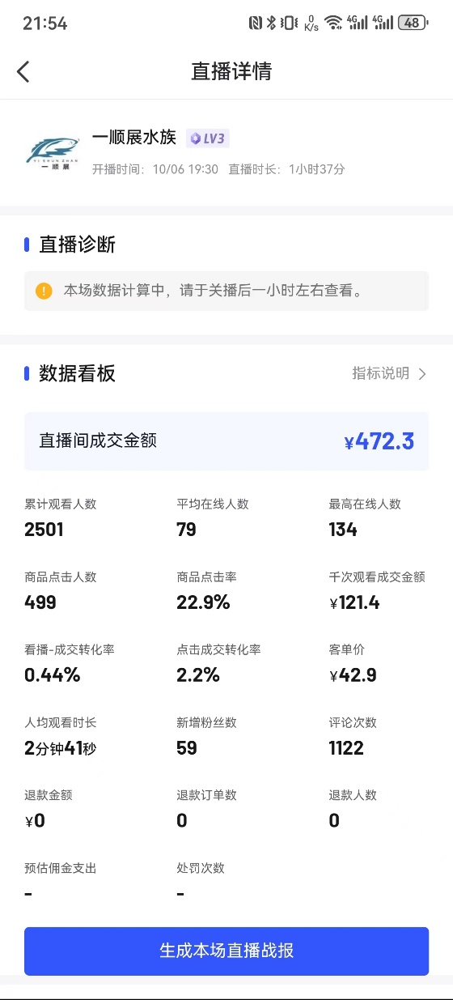 21:54
0 K/s 4G 4G 48
直播详情
一顺展水族 LV3
YI SHUN ZHAN
一顺展
开播时间：10/06 19:30 直播时长：1小时37分
直播诊断
本场数据计算中，请于关播后一小时左右查看。
数据看板 指标说明
直播间成交金额 ¥472.3
累计观看人数 平均在线人数 最高在线人数
2501 79 134
商品点击人数 商品点击率 千次观看成交金额
499 22.9% ¥121.4
看播-成交转化率 点击成交转化率 客单价
0.44% 2.2% ¥42.9
人均观看时长 新增粉丝数 评论次数
2分钟41秒 59 1122
退款金额 退款订单数 退款人数
¥0 0 0
预估佣金支出 处罚次数
- -
生成本场直播战报